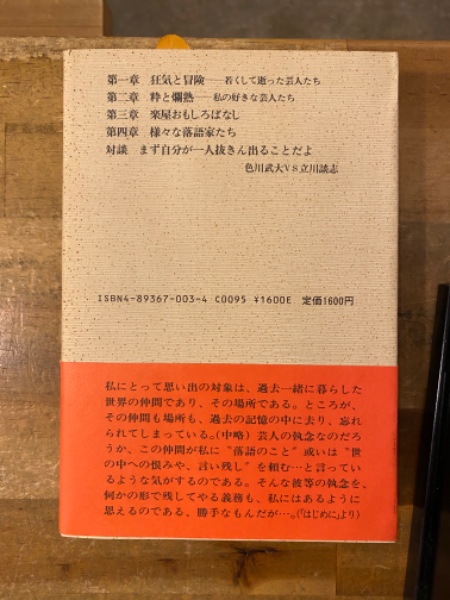 第一章　狂気と冒険――若くして逝った芸人たち
第二章　粋と爛熟――私の好きな芸人たち
第三章　楽屋おもしろばなし
第四章　様々な落語家たち
対談　まず自分が一人抜きん出ることだよ
色川武大VS立川談志
ISBN4-89367-003-4 C0095 ¥1600E 定価1600円
私にとって思い出の対象は、過去一緒に暮らした
世界の仲間であり、その場所である。ところが、
その仲間も場所も、過去の記憶の中に去り、忘れ
られてしまっている。(中略) 芸人の執念なのだろ
うか、この仲間が私に〝落語のこと〟或いは〝世
の中への恨みや、言い残し〟を頼む…と言ってい
るような気がするのである。そんな彼等の執念を、
何かの形で残してやる義務も、私にはあるように
思えるのである、勝手なもんだが…。(「はじめに」より)